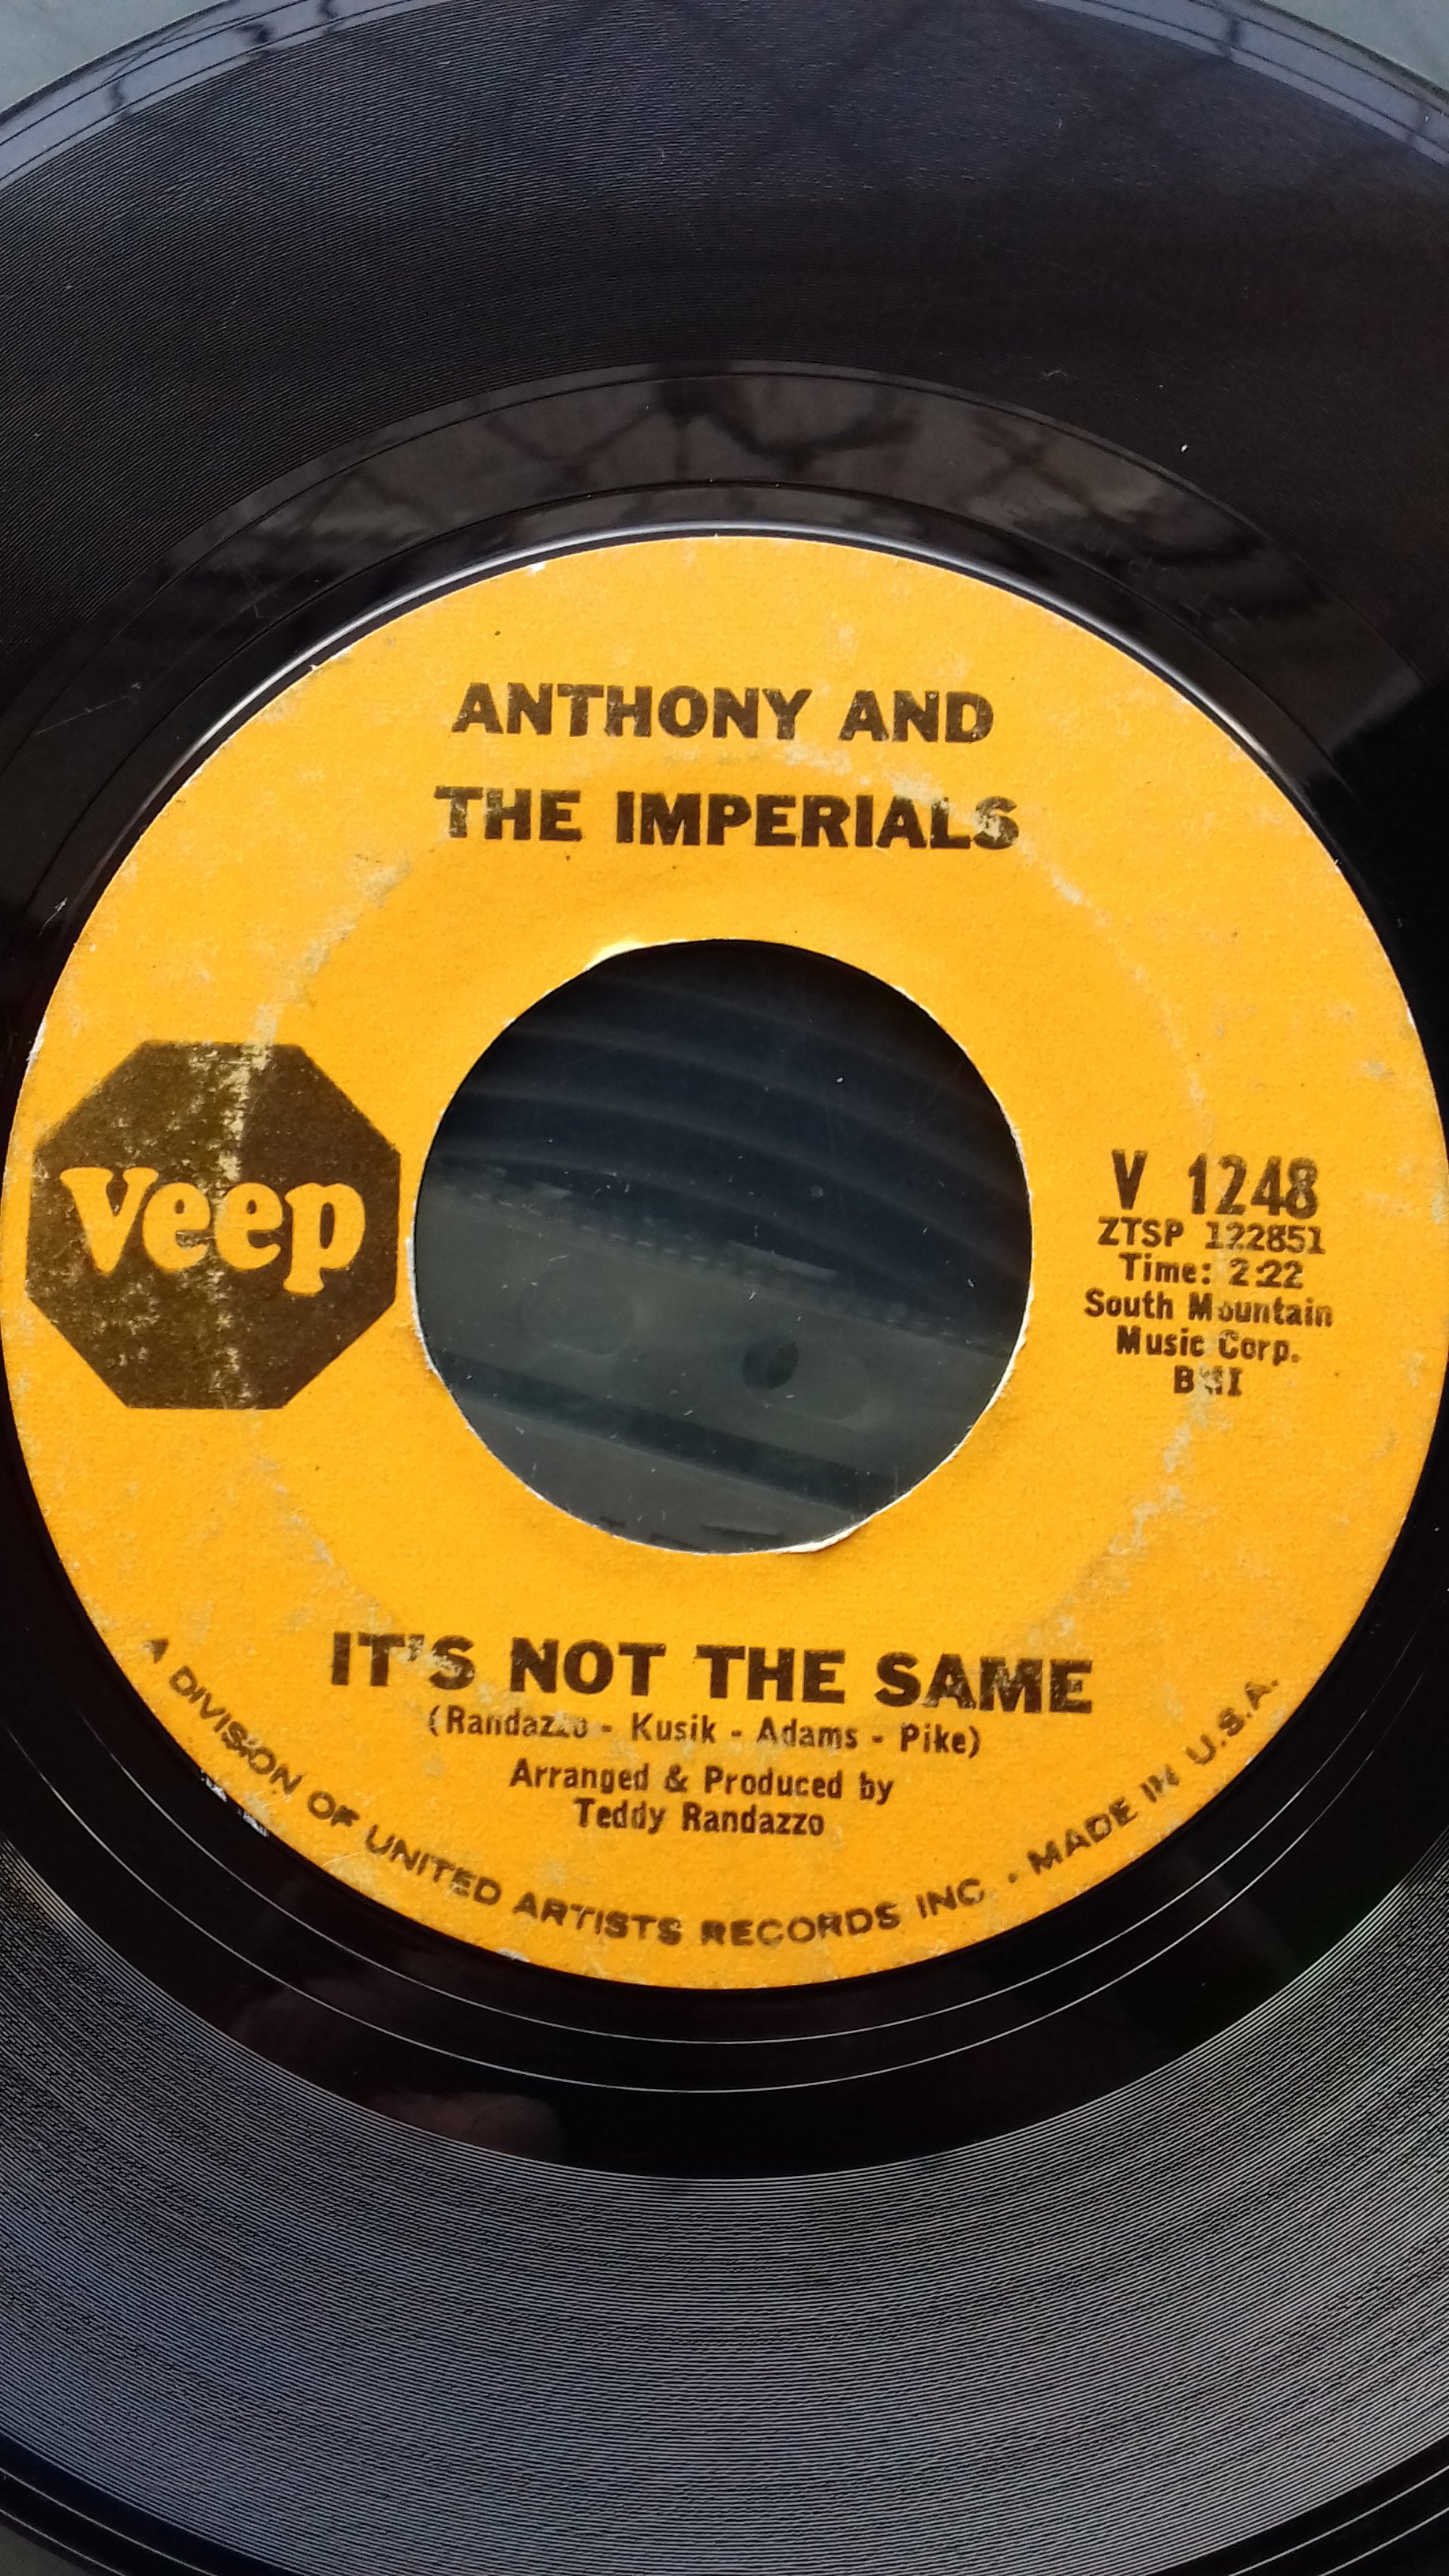 ANTHONY AND
THE IMPERIALS
Veep
V 1248
ZTSP 122851
Time: 2:22
South Mountain
Music Corp.
BMI
IT'S NOT THE SAME
(Randazzo - Kusik - Adams - Pike)
Arranged & Produced by
Teddy Randazzo
A DIVISION OF UNITED ARTISTS RECORDS INC. • MADE IN U.S.A.